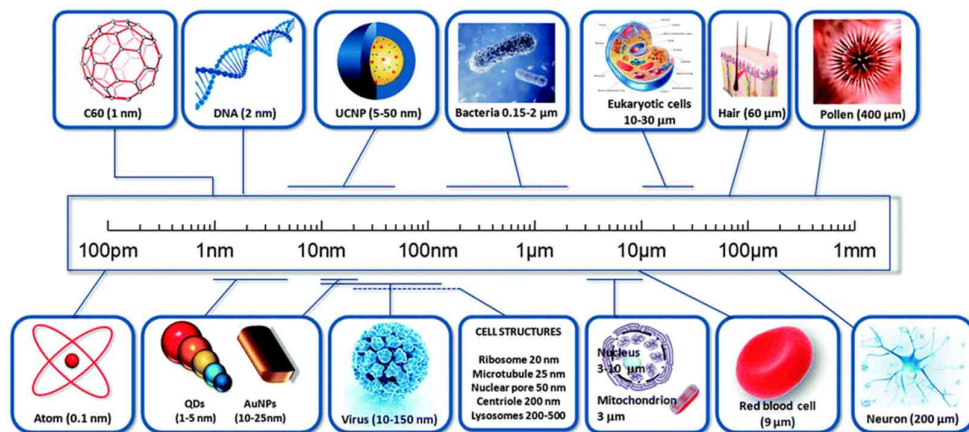 C60 (1 nm)
DNA (2 nm)
UCNP (5-50 nm)
Bacteria 0.15-2 µm
Eukaryotic cells
10-30 µm
Hair (60 µm)
Pollen (400 µm)
100pm 1nm 10nm 100nm 1µm 10µm 100µm 1mm
Atom (0.1 nm)
QDs
(1-5 nm)
AuNPs
(10-25nm)
Virus (10-150 nm)
CELL STRUCTURES
Ribosome 20 nm
Microtubule 25 nm
Nuclear pore 50 nm
Centriole 200 nm
Lysosomes 200-500
Nucleus
3-10 µm
Mitochondrion
3 µm
Red blood cell
(9 µm)
Neuron (200 µm)